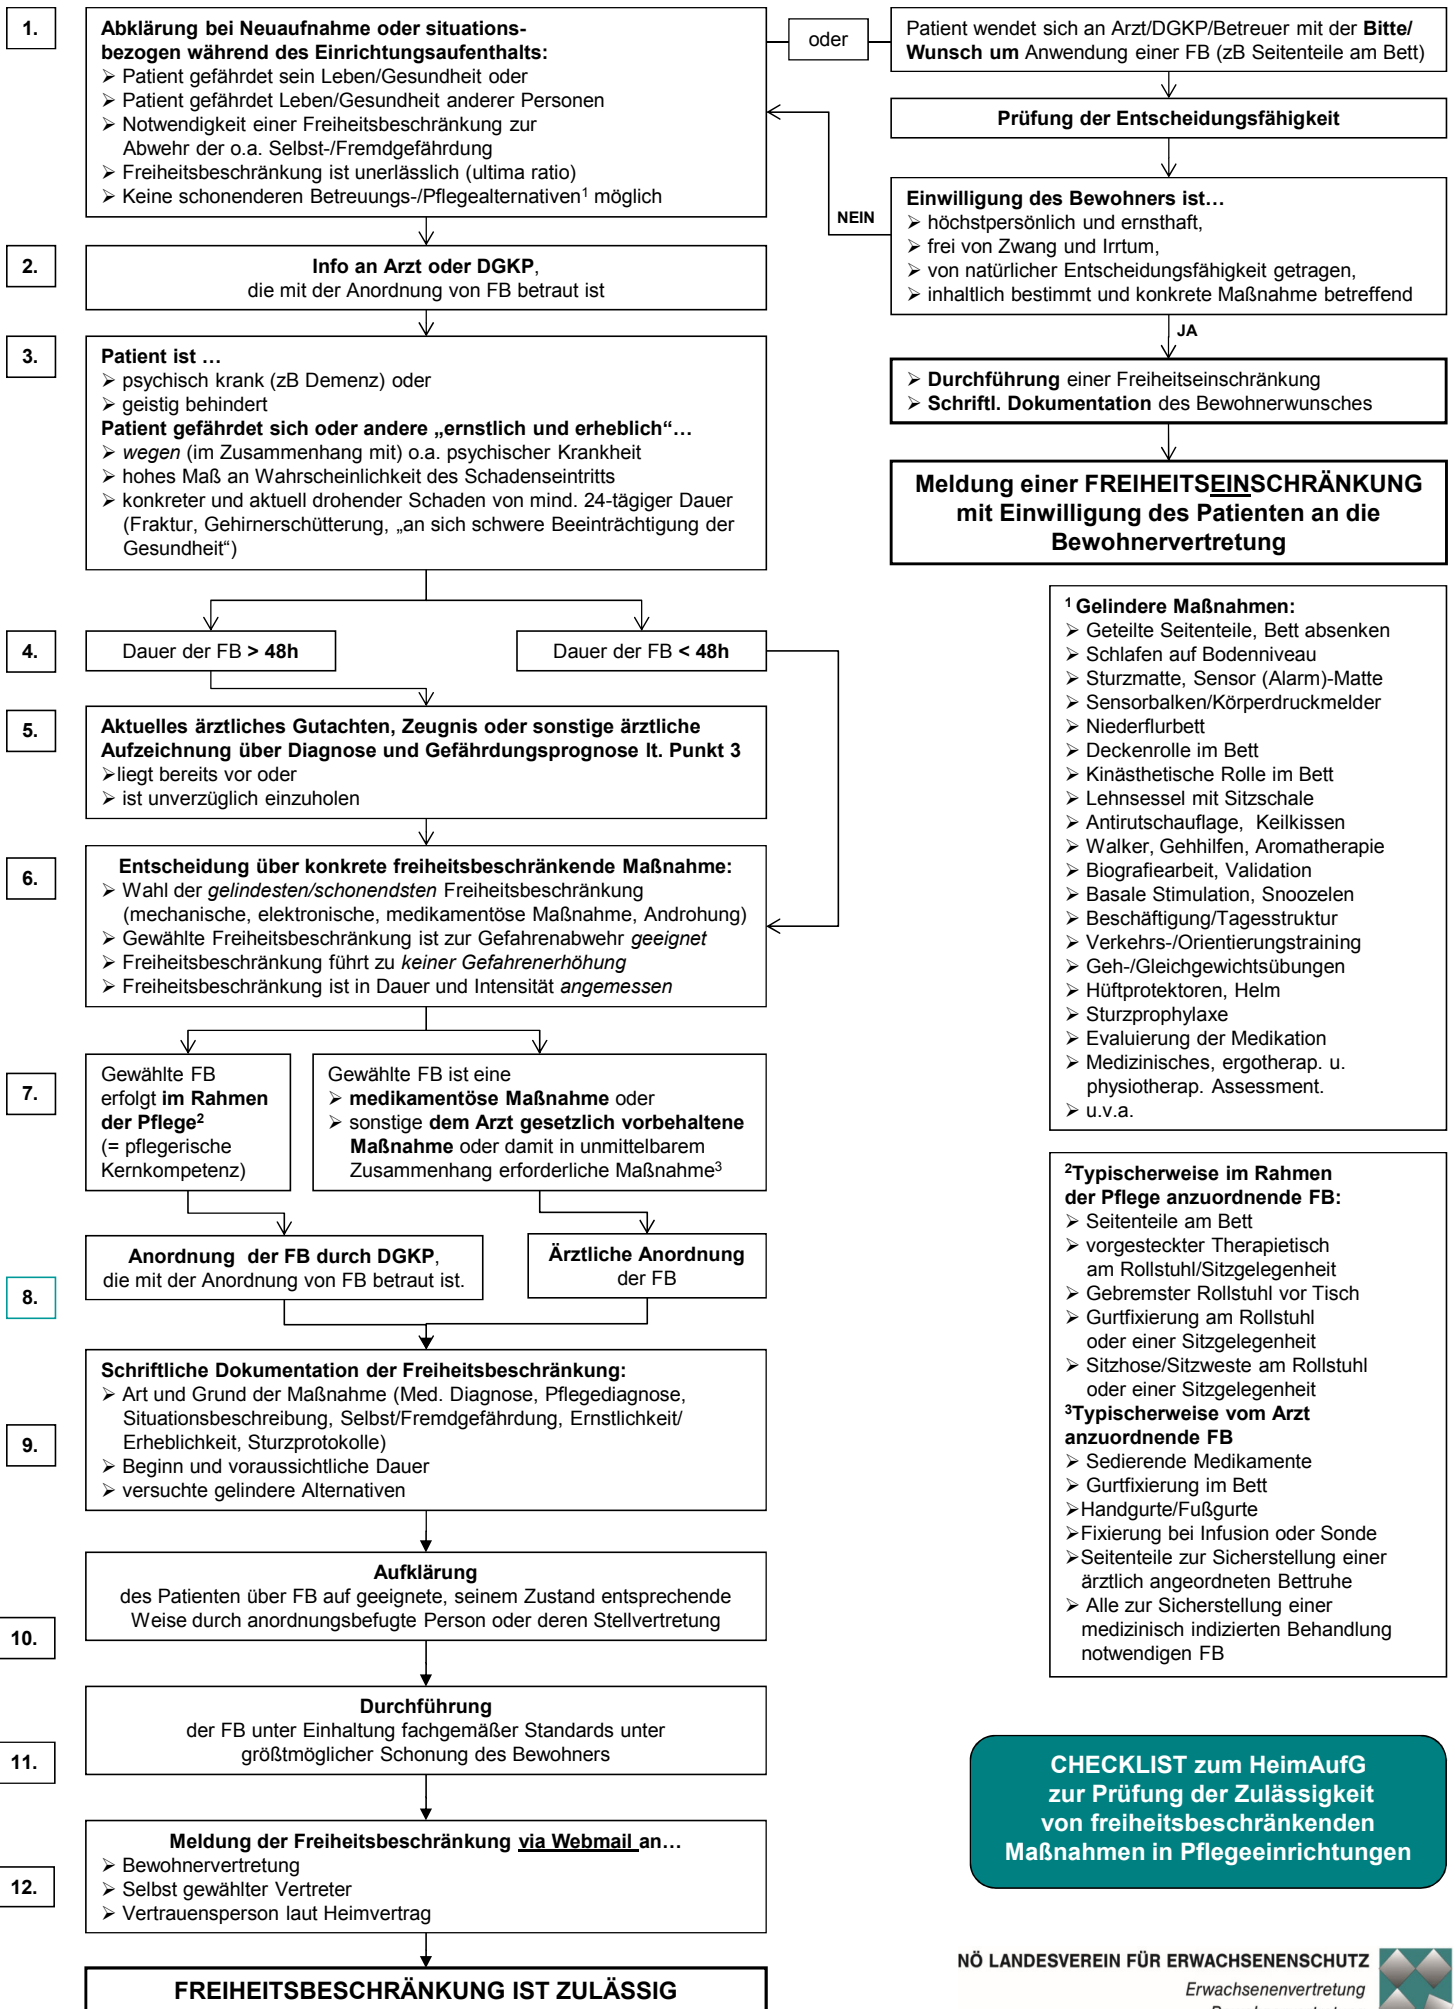 1.
Abklärung bei Neuaufnahme oder situations-
bezogen während des Einrichtungsaufenthalts:
➢ Patient gefährdet sein Leben/Gesundheit oder
➢ Patient gefährdet Leben/Gesundheit anderer Personen
➢ Notwendigkeit einer Freiheitsbeschränkung zur
Abwehr der o.a. Selbst-/Fremdgefährdung
➢ Freiheitsbeschränkung ist unerlässlich (ultima ratio)
➢ Keine schonenderen Betreuungs-/Pflegealternativen¹ möglich
oder
Patient wendet sich an Arzt/DGKP/Betreuer mit der Bitte/
Wunsch um Anwendung einer FB (zB Seitenteile am Bett)
Prüfung der Entscheidungsfähigkeit
Einwilligung des Bewohners ist…
➢ höchstpersönlich und ernsthaft,
➢ frei von Zwang und Irrtum,
➢ von natürlicher Entscheidungsfähigkeit getragen,
➢ inhaltlich bestimmt und konkrete Maßnahme betreffend
NEIN
JA
➢ Durchführung einer Freiheitseinschränkung
➢ Schriftl. Dokumentation des Bewohnerwunsches
Meldung einer FREIHEITSEINSCHRÄNKUNG
mit Einwilligung des Patienten an die
Bewohnervertretung
2.
Info an Arzt oder DGKP,
die mit der Anordnung von FB betraut ist
3.
Patient ist …
➢ psychisch krank (zB Demenz) oder
➢ geistig behindert
Patient gefährdet sich oder andere „ernstlich und erheblich“…
➢ wegen (im Zusammenhang mit) o.a. psychischer Krankheit
➢ hohes Maß an Wahrscheinlichkeit des Schadenseintritts
➢ konkreter und aktuell drohender Schaden von mind. 24-tägiger Dauer
(Fraktur, Gehirnerschütterung, „an sich schwere Beeinträchtigung der
Gesundheit“)
4.
Dauer der FB > 48h
Dauer der FB < 48h
5.
Aktuelles ärztliches Gutachten, Zeugnis oder sonstige ärztliche
Aufzeichnung über Diagnose und Gefährdungsprognose lt. Punkt 3
➢liegt bereits vor oder
➢ ist unverzüglich einzuholen
6.
Entscheidung über konkrete freiheitsbeschränkende Maßnahme:
➢ Wahl der gelindesten/schonendsten Freiheitsbeschränkung
(mechanische, elektronische, medikamentöse Maßnahme, Androhung)
➢ Gewählte Freiheitsbeschränkung ist zur Gefahrenabwehr geeignet
➢ Freiheitsbeschränkung führt zu keiner Gefahrenerhöhung
➢ Freiheitsbeschränkung ist in Dauer und Intensität angemessen
7.
Gewählte FB
erfolgt im Rahmen
der Pflege²
(= pflegerische
Kernkompetenz)
Gewählte FB ist eine
➢ medikamentöse Maßnahme oder
➢ sonstige dem Arzt gesetzlich vorbehaltene
Maßnahme oder damit in unmittelbarem
Zusammenhang erforderliche Maßnahme³
8.
Anordnung der FB durch DGKP,
die mit der Anordnung von FB betraut ist.
Ärztliche Anordnung
der FB
9.
Schriftliche Dokumentation der Freiheitsbeschränkung:
➢ Art und Grund der Maßnahme (Med. Diagnose, Pflegediagnose,
Situationsbeschreibung, Selbst/Fremdgefährdung, Ernstlichkeit/
Erheblichkeit, Sturzprotokolle)
➢ Beginn und voraussichtliche Dauer
➢ versuchte gelindere Alternativen
10.
Aufklärung
des Patienten über FB auf geeignete, seinem Zustand entsprechende
Weise durch anordnungsbefugte Person oder deren Stellvertretung
11.
Durchführung
der FB unter Einhaltung fachgemäßer Standards unter
größtmöglicher Schonung des Bewohners
12.
Meldung der Freiheitsbeschränkung via Webmail an…
➢ Bewohnervertretung
➢ Selbst gewählter Vertreter
➢ Vertrauensperson laut Heimvertrag
FREIHEITSBESCHRÄNKUNG IST ZULÄSSIG
¹ Gelindere Maßnahmen:
➢ Geteilte Seitenteile, Bett absenken
➢ Schlafen auf Bodenniveau
➢ Sturzmatte, Sensor (Alarm)-Matte
➢ Sensorbalken/Körperdruckmelder
➢ Niederflurbett
➢ Deckenrolle im Bett
➢ Kinästhetische Rolle im Bett
➢ Lehnsessel mit Sitzschale
➢ Antirutschauflage, Keilkissen
➢ Walker, Gehhilfen, Aromatherapie
➢ Biografiearbeit, Validation
➢ Basale Stimulation, Snoozelen
➢ Beschäftigung/Tagesstruktur
➢ Verkehrs-/Orientierungstraining
➢ Geh-/Gleichgewichtsübungen
➢ Hüftprotektoren, Helm
➢ Sturzprophylaxe
➢ Evaluierung der Medikation
➢ Medizinisches, ergotherap. u.
physiotherap. Assessment.
➢ u.v.a.
²Typischerweise im Rahmen
der Pflege anzuordnende FB:
➢ Seitenteile am Bett
➢ vorgesteckter Therapietisch
am Rollstuhl/Sitzgelegenheit
➢ Gebremster Rollstuhl vor Tisch
➢ Gurtfixierung am Rollstuhl
oder einer Sitzgelegenheit
➢ Sitzhose/Sitzweste am Rollstuhl
oder einer Sitzgelegenheit
³Typischerweise vom Arzt
anzuordnende FB
➢ Sedierende Medikamente
➢ Gurtfixierung im Bett
➢Handgurte/Fußgurte
➢Fixierung bei Infusion oder Sonde
➢Seitenteile zur Sicherstellung einer
ärztlich angeordneten Bettruhe
➢ Alle zur Sicherstellung einer
medizinisch indizierten Behandlung
notwendigen FB
CHECKLIST zum HeimAufG
zur Prüfung der Zulässigkeit
von freiheitsbeschränkenden
Maßnahmen in Pflegeeinrichtungen
NÖ LANDESVEREIN FÜR ERWACHSENENSCHUTZ
Erwachsenenvertretung